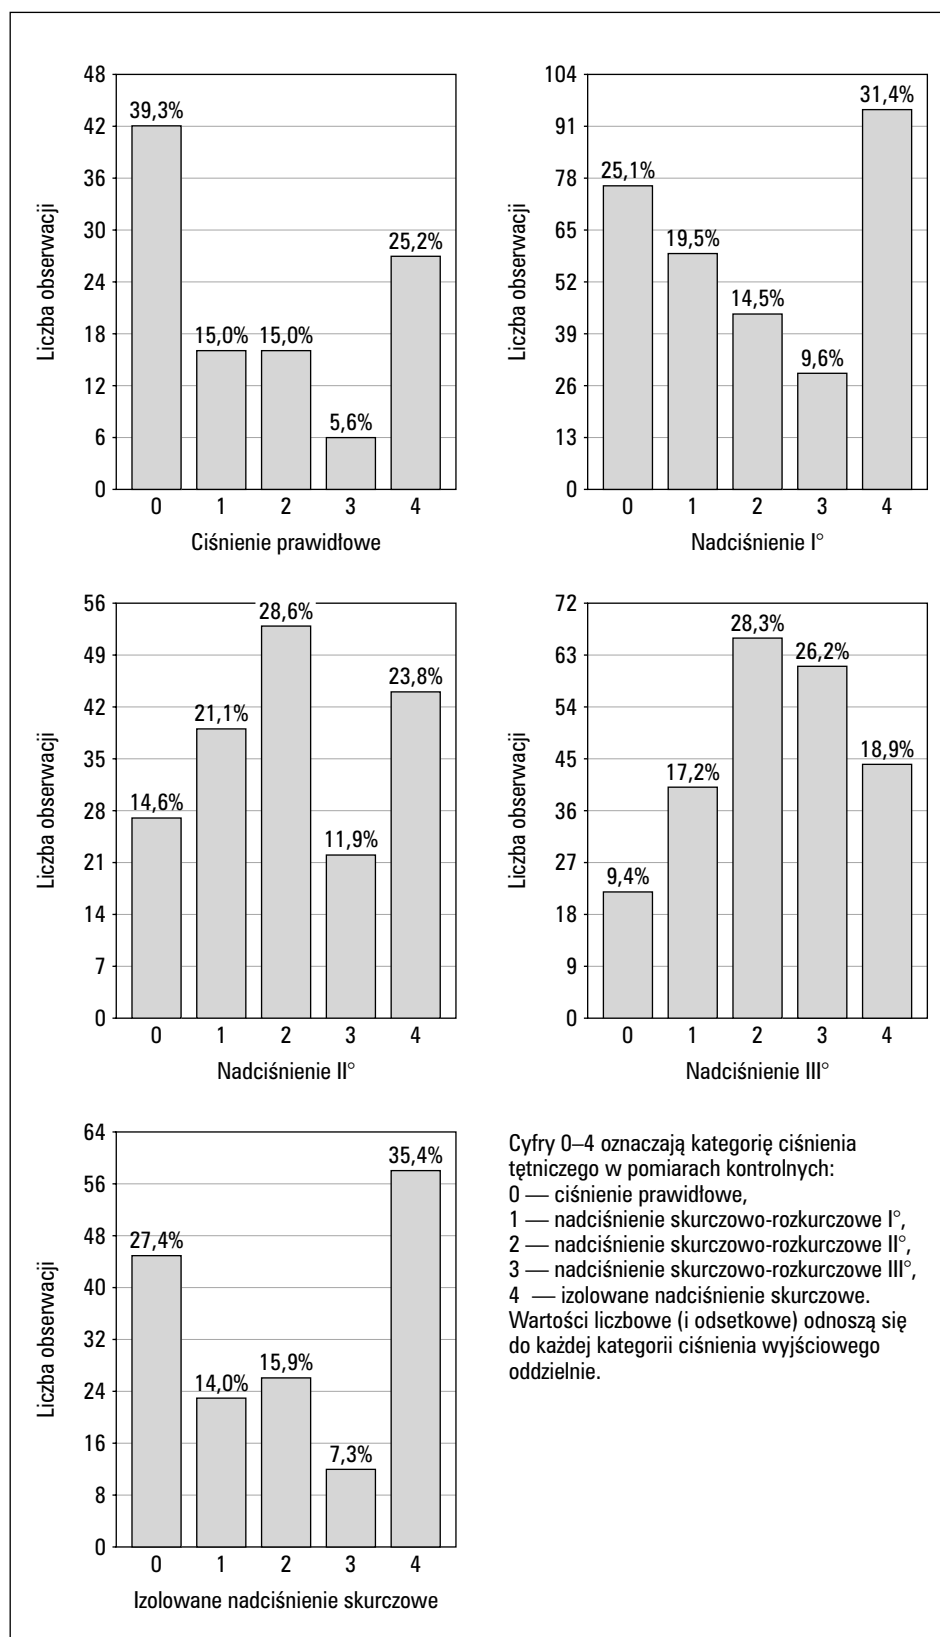 48
42
36
30
24
18
12
6
0
Liczba obserwacji
39,3%
15,0%
15,0%
5,6%
25,2%
0 1 2 3 4
Ciśnienie prawidłowe
104
91
78
65
52
39
26
13
0
Liczba obserwacji
25,1%
19,5%
14,5%
9,6%
31,4%
0 1 2 3 4
Nadciśnienie I°
56
49
42
35
28
21
14
7
0
Liczba obserwacji
14,6%
21,1%
28,6%
11,9%
23,8%
0 1 2 3 4
Nadciśnienie II°
72
63
54
45
36
27
18
9
0
Liczba obserwacji
9,4%
17,2%
28,3%
26,2%
18,9%
0 1 2 3 4
Nadciśnienie III°
64
56
48
40
32
24
16
8
0
Liczba obserwacji
27,4%
14,0%
15,9%
7,3%
35,4%
0 1 2 3 4
Izolowane nadciśnienie skurczowe
Cyfry 0–4 oznaczają kategorię ciśnienia
tętniczego w pomiarach kontrolnych:
0 — ciśnienie prawidłowe,
1 — nadciśnienie skurczowo-rozkurczowe I°,
2 — nadciśnienie skurczowo-rozkurczowe II°,
3 — nadciśnienie skurczowo-rozkurczowe III°,
4 — izolowane nadciśnienie skurczowe.
Wartości liczbowe (i odsetkowe) odnoszą się
do każdej kategorii ciśnienia wyjściowego
oddzielnie.